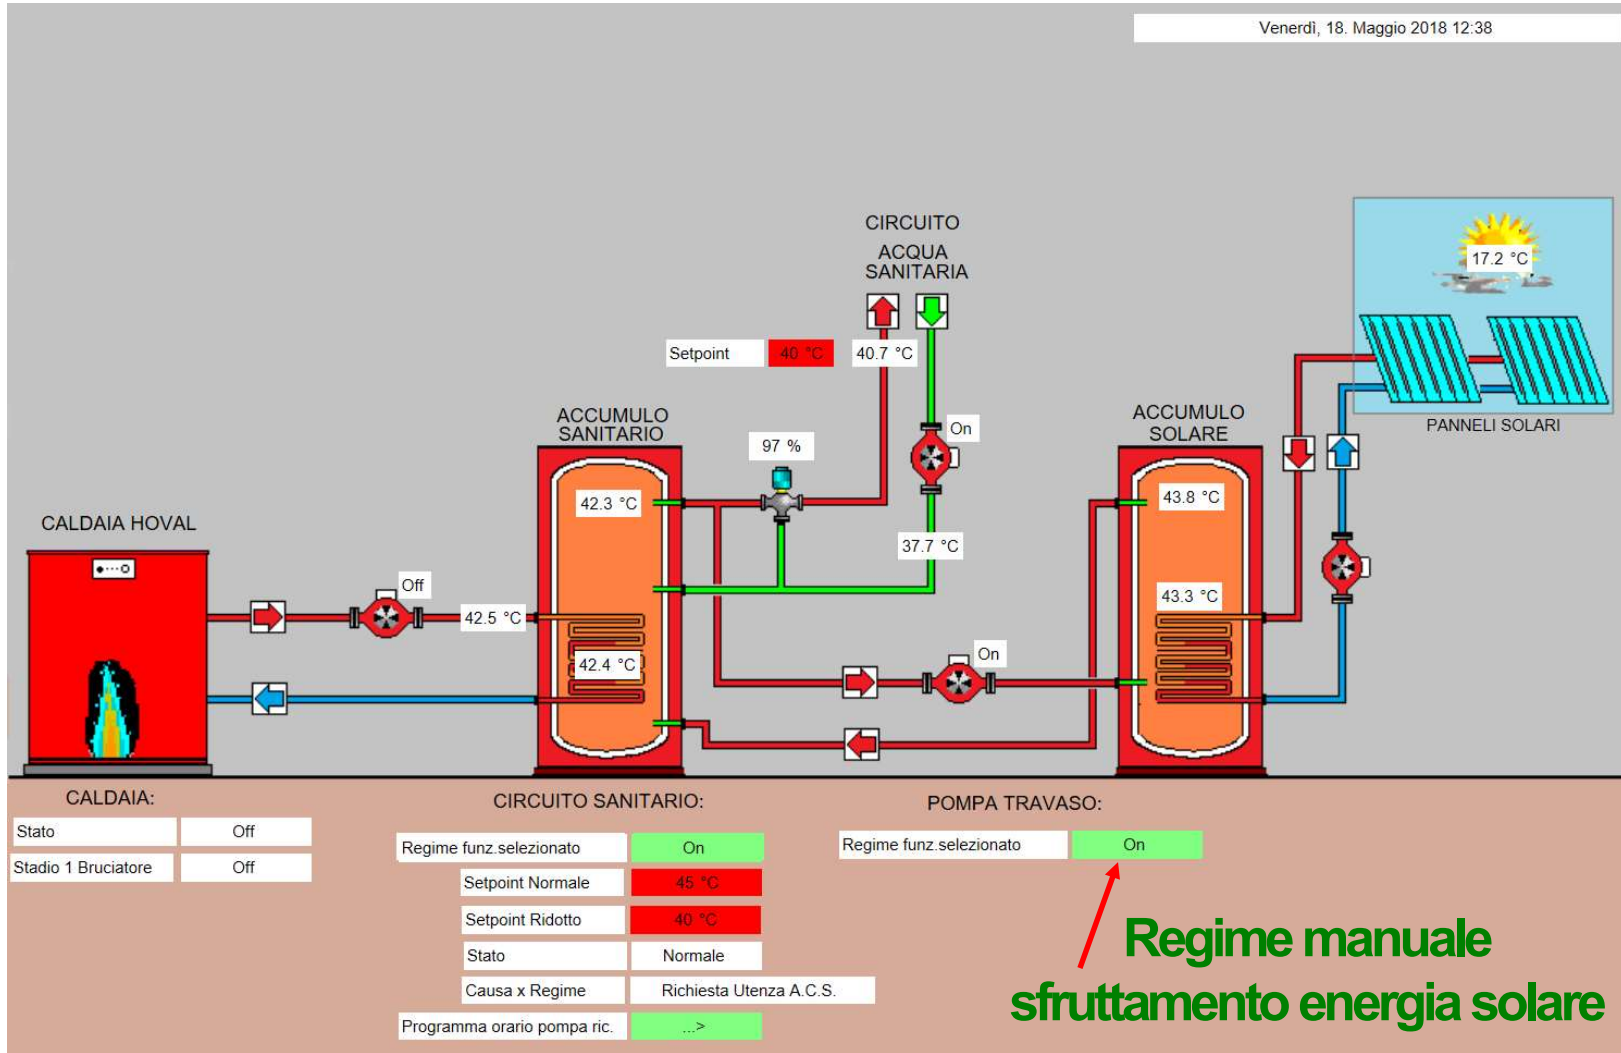 Venerdì, 18. Maggio 2018 12:38
CIRCUITO
ACQUA
SANITARIA
17.2 °C
Setpoint 40 °C 40.7 °C
PANNELI SOLARI
ACCUMULO
SANITARIO
ACCUMULO
SOLARE
On
97 %
42.3 °C
43.8 °C
CALDAIA HOVAL
37.7 °C
Off
42.5 °C
43.3 °C
42.4 °C
On
CALDAIA:
Stato Off
Stadio 1 Bruciatore Off
CIRCUITO SANITARIO:
Regime funz.selezionato On
Setpoint Normale 45 °C
Setpoint Ridotto 40 °C
Stato Normale
Causa x Regime Richiesta Utenza A.C.S.
Programma orario pompa ric. ...>
POMPA TRAVASO:
Regime funz.selezionato On
Regime manuale
sfruttamento energia solare